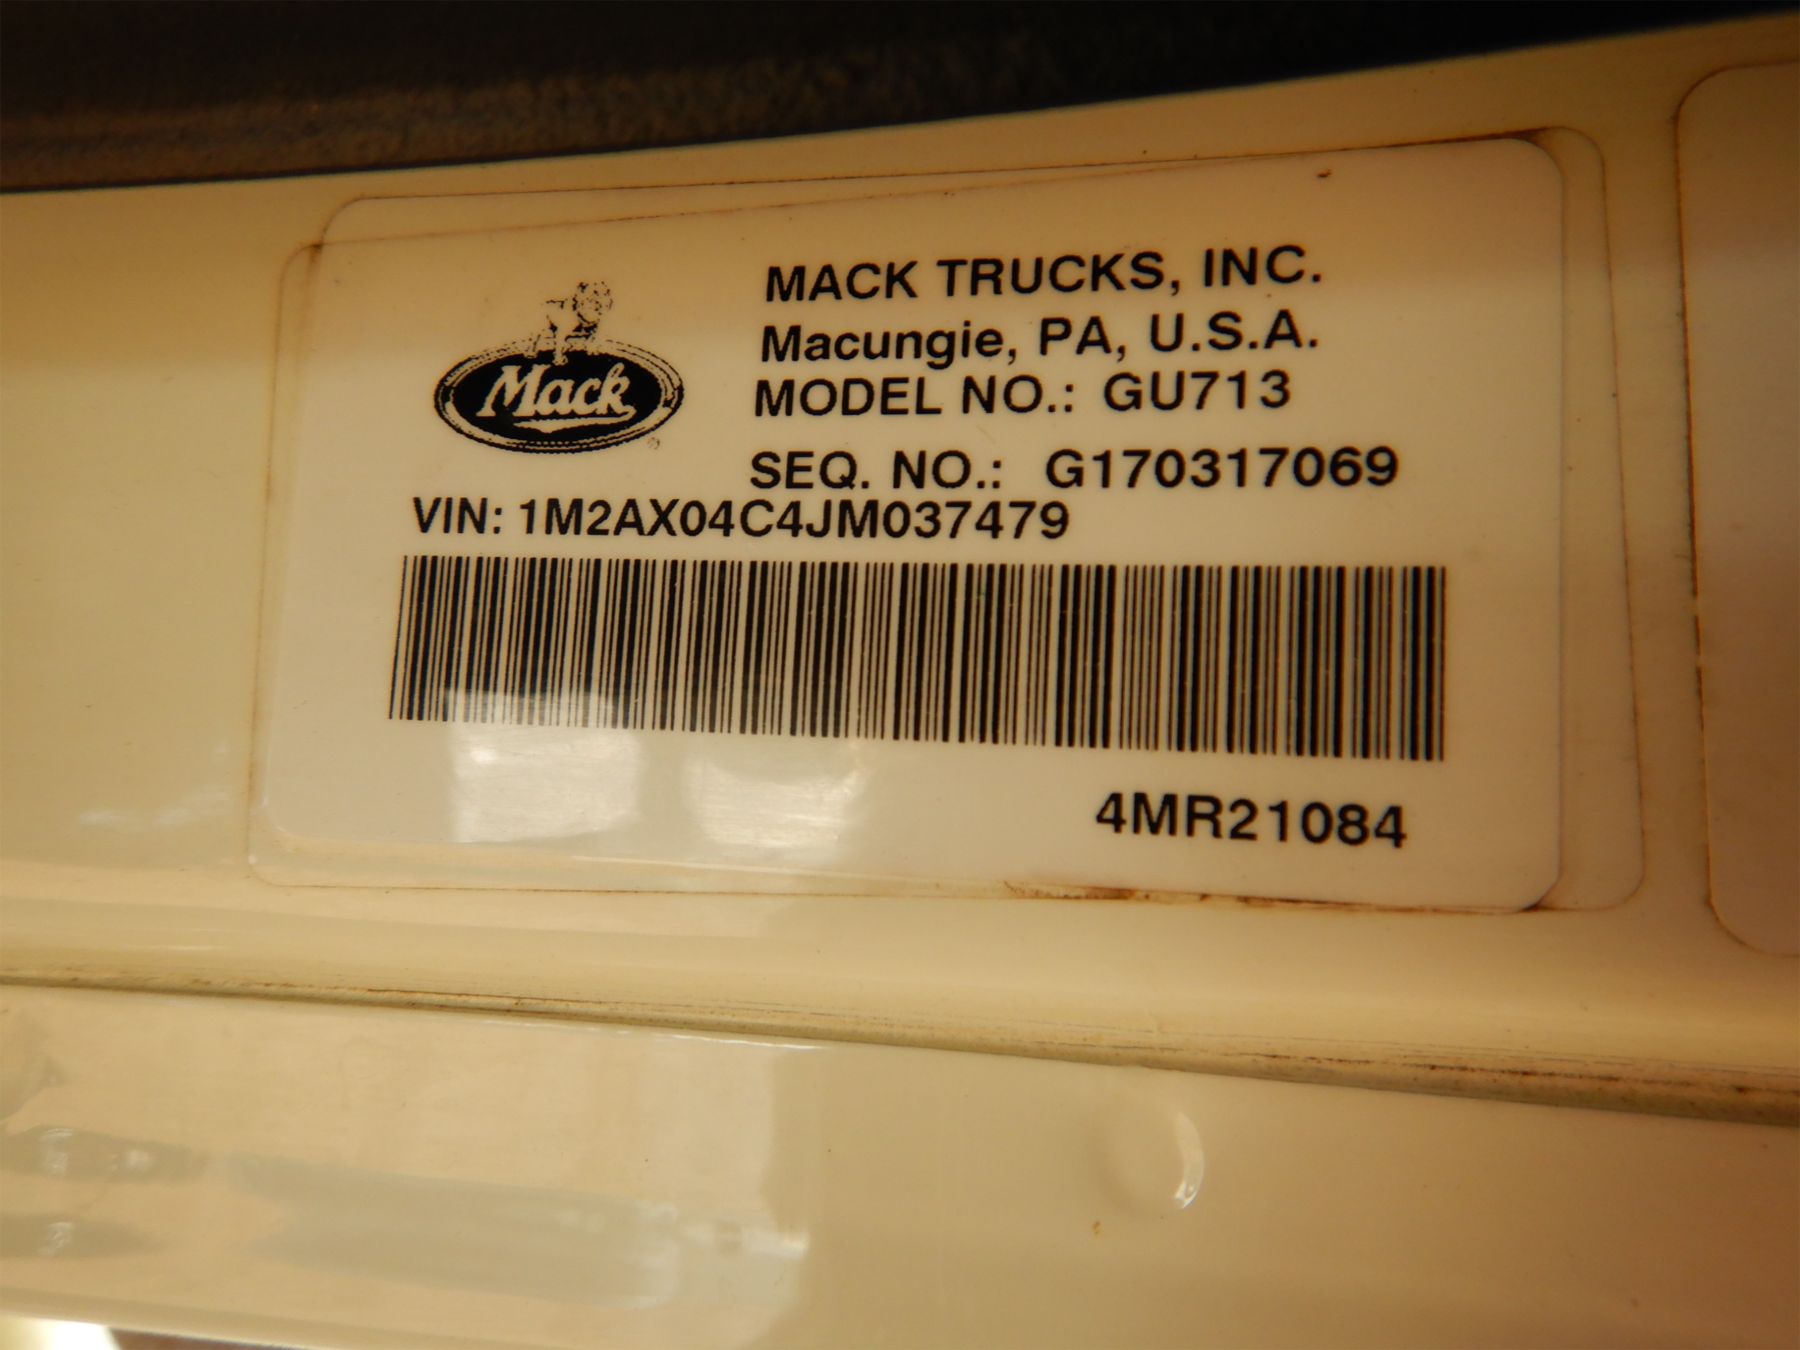 MACK TRUCKS, INC.
Macungie, PA, U.S.A.
Mack
MODEL NO.: GU713
SEQ. NO.: G170317069
VIN: 1M2AX04C4JM037479
4MR21084